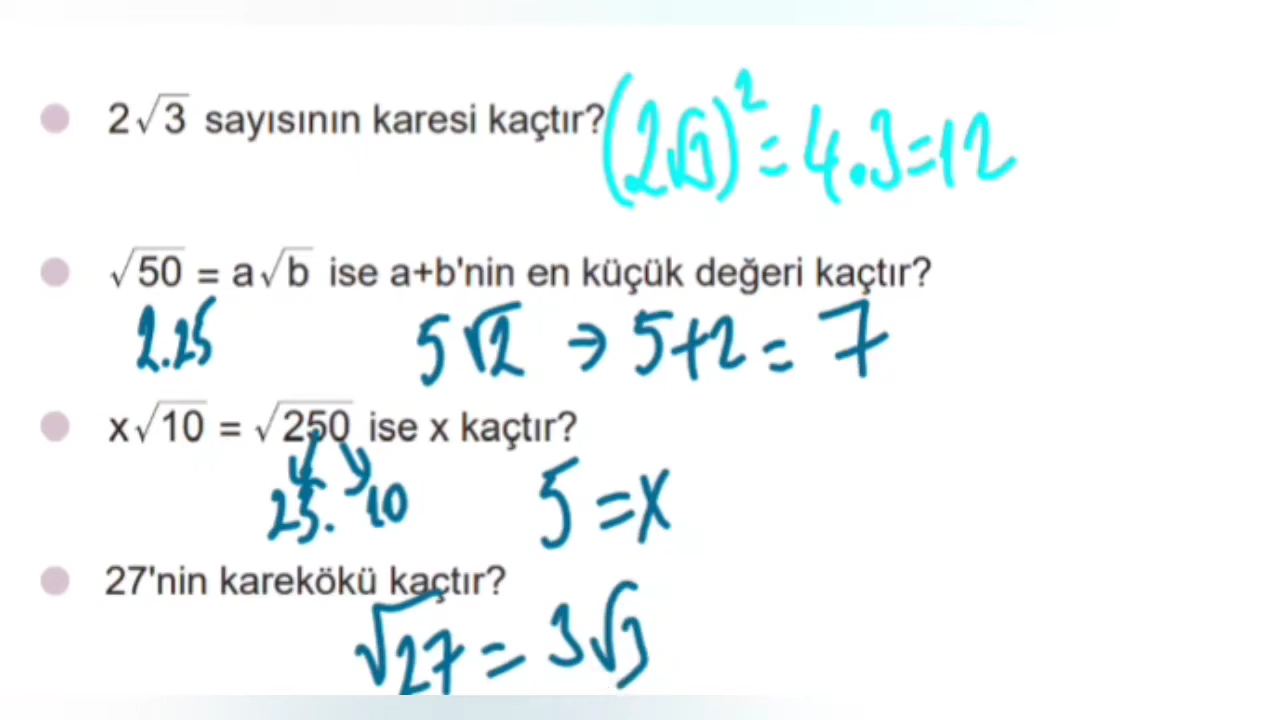 2√3 sayısının karesi kaçtır? (2√3)² = 4.3=12
√50 = a√b ise a+b'nin en küçük değeri kaçtır?
2.25 5√2 → 5+2 = 7
x√10 = √250 ise x kaçtır?
25. 10 5 = x
27'nin karekökü kaçtır?
√27 = 3√3